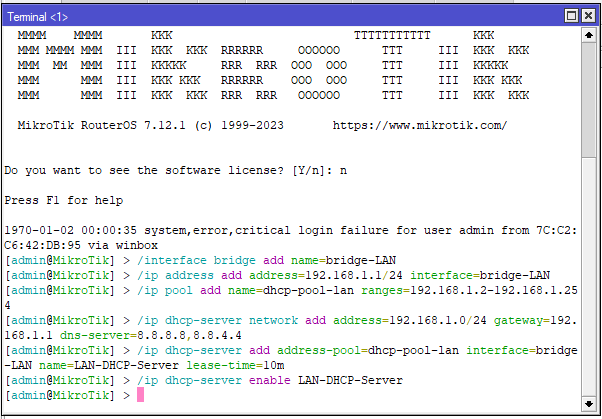 Terminal <1>
MMMM    MMMM       KKK                          TTTTTTTTTTT      KKK
MMM MMMM MMM  III  KKK  KKK  RRRRRR     OOOOOO      TTT     III  KKK  KKK
MMM  MM  MMM  III  KKKKK     RRR  RRR  OOO  OOO     TTT     III  KKKKK
MMM      MMM  III  KKK KKK   RRRRRR    OOO  OOO     TTT     III  KKK KKK
MMM      MMM  III  KKK  KKK  RRR  RRR   OOOOOO      TTT     III  KKK  KKK
MikroTik RouterOS 7.12.1 (c) 1999-2023       https://www.mikrotik.com/
Do you want to see the software license? [Y/n]: n
Press F1 for help
1970-01-02 00:00:35 system,error,critical login failure for user admin from 7C:C2:
C6:42:DB:95 via winbox
[admin@MikroTik] > /interface bridge add name=bridge-LAN
[admin@MikroTik] > /ip address add address=192.168.1.1/24 interface=bridge-LAN
[admin@MikroTik] > /ip pool add name=dhcp-pool-lan ranges=192.168.1.2-192.168.1.25
4
[admin@MikroTik] > /ip dhcp-server network add address=192.168.1.0/24 gateway=192.
168.1.1 dns-server=8.8.8.8,8.8.4.4
[admin@MikroTik] > /ip dhcp-server add address-pool=dhcp-pool-lan interface=bridge
-LAN name=LAN-DHCP-Server lease-time=10m
[admin@MikroTik] > /ip dhcp-server enable LAN-DHCP-Server
[admin@MikroTik] >